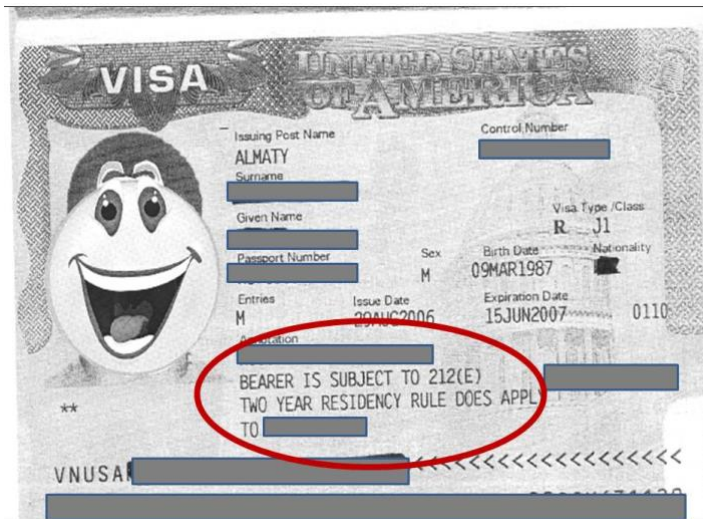 VISA
UNITED STATES
OF AMERICA
Issuing Post Name
ALMATY
Control Number
Surname
Given Name
Visa Type /Class
R J1
Passport Number
Sex
M
Birth Date
09MAR1987
Nationality
Entries
M
Issue Date
29AUG2006
Expiration Date
15JUN2007
0110
Annotation
BEARER IS SUBJECT TO 212(E)
TWO YEAR RESIDENCY RULE DOES APPLY
TO
**
VNUSA
<<<<<<<<<<<<<<<<<<<<